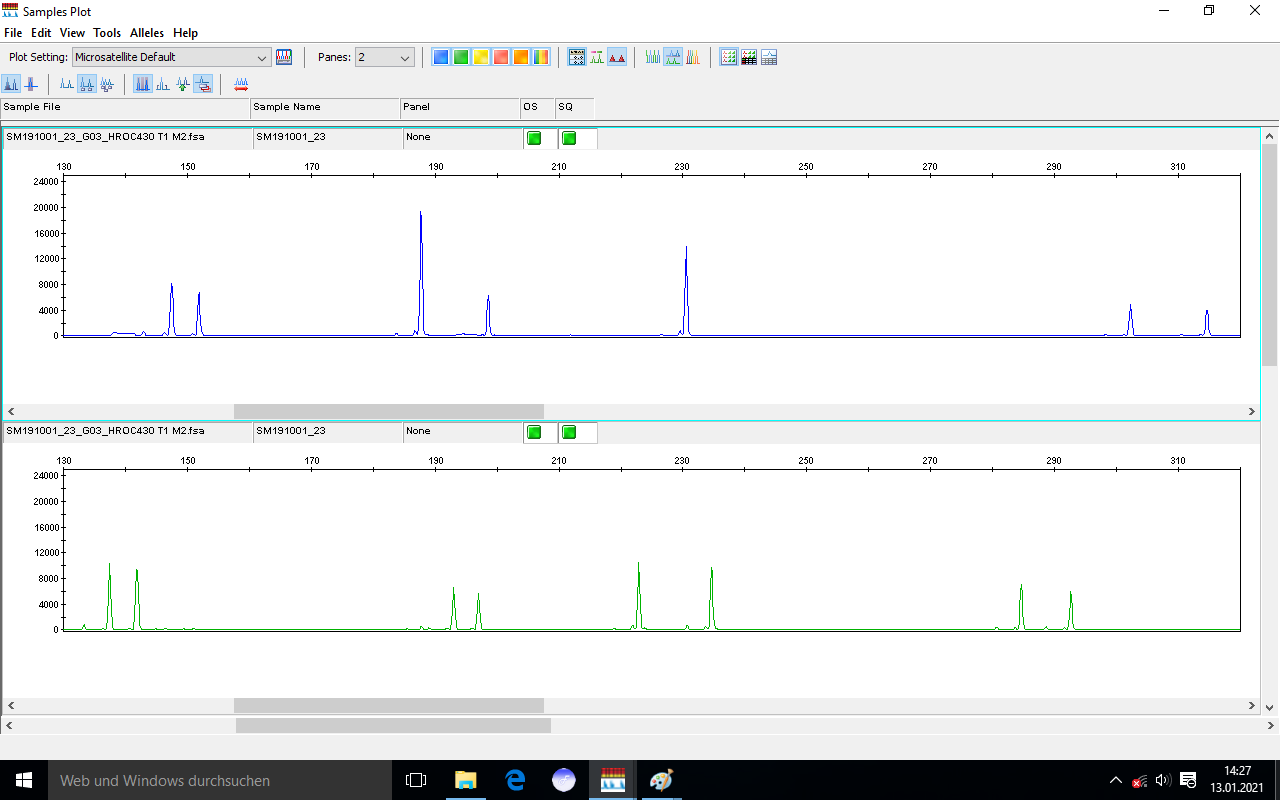 Samples Plot
File Edit View Tools Alleles Help
Plot Setting: Microsatellite Default Panes: 2
Sample File Sample Name Panel OS SQ
SM191001_23_G03_HROC430 T1 M2.fsa SM191001_23 None
130 150 170 190 210 230 250 270 290 310
24000
20000
16000
12000
8000
4000
0
SM191001_23_G03_HROC430 T1 M2.fsa SM191001_23 None
130 150 170 190 210 230 250 270 290 310
24000
20000
16000
12000
8000
4000
0
Web und Windows durchsuchen
14:27
13.01.2021